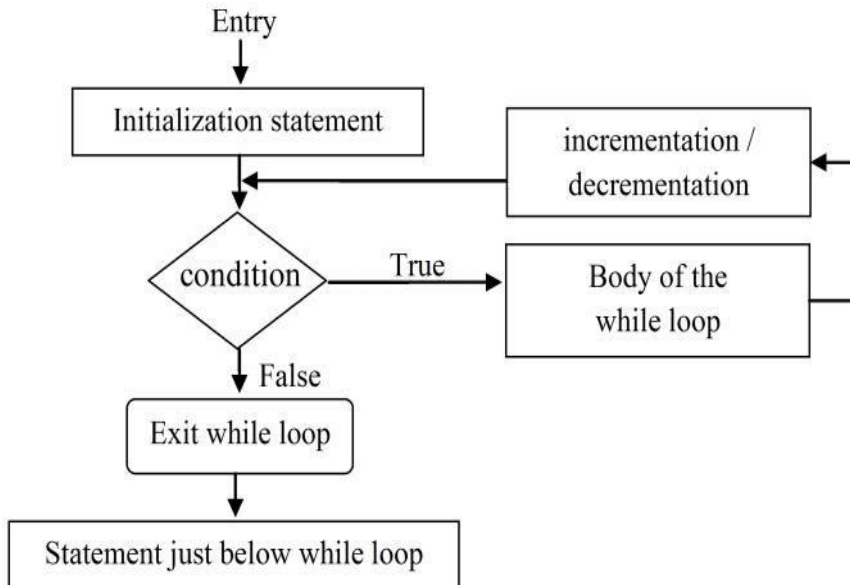 Entry
Initialization statement
incrementation /
decrementation
condition
True
Body of the
while loop
False
Exit while loop
Statement just below while loop